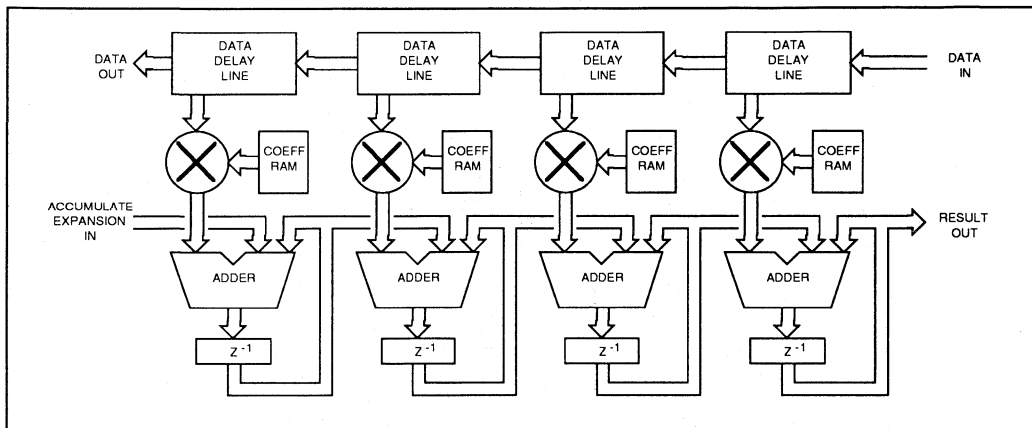 DATA
OUT
DATA
DELAY
LINE
DATA
DELAY
LINE
DATA
DELAY
LINE
DATA
DELAY
LINE
DATA
IN
COEFF
RAM
COEFF
RAM
COEFF
RAM
COEFF
RAM
ACCUMULATE
EXPANSION
IN
RESULT
OUT
ADDER
ADDER
ADDER
ADDER
Z⁻¹
Z⁻¹
Z⁻¹
Z⁻¹